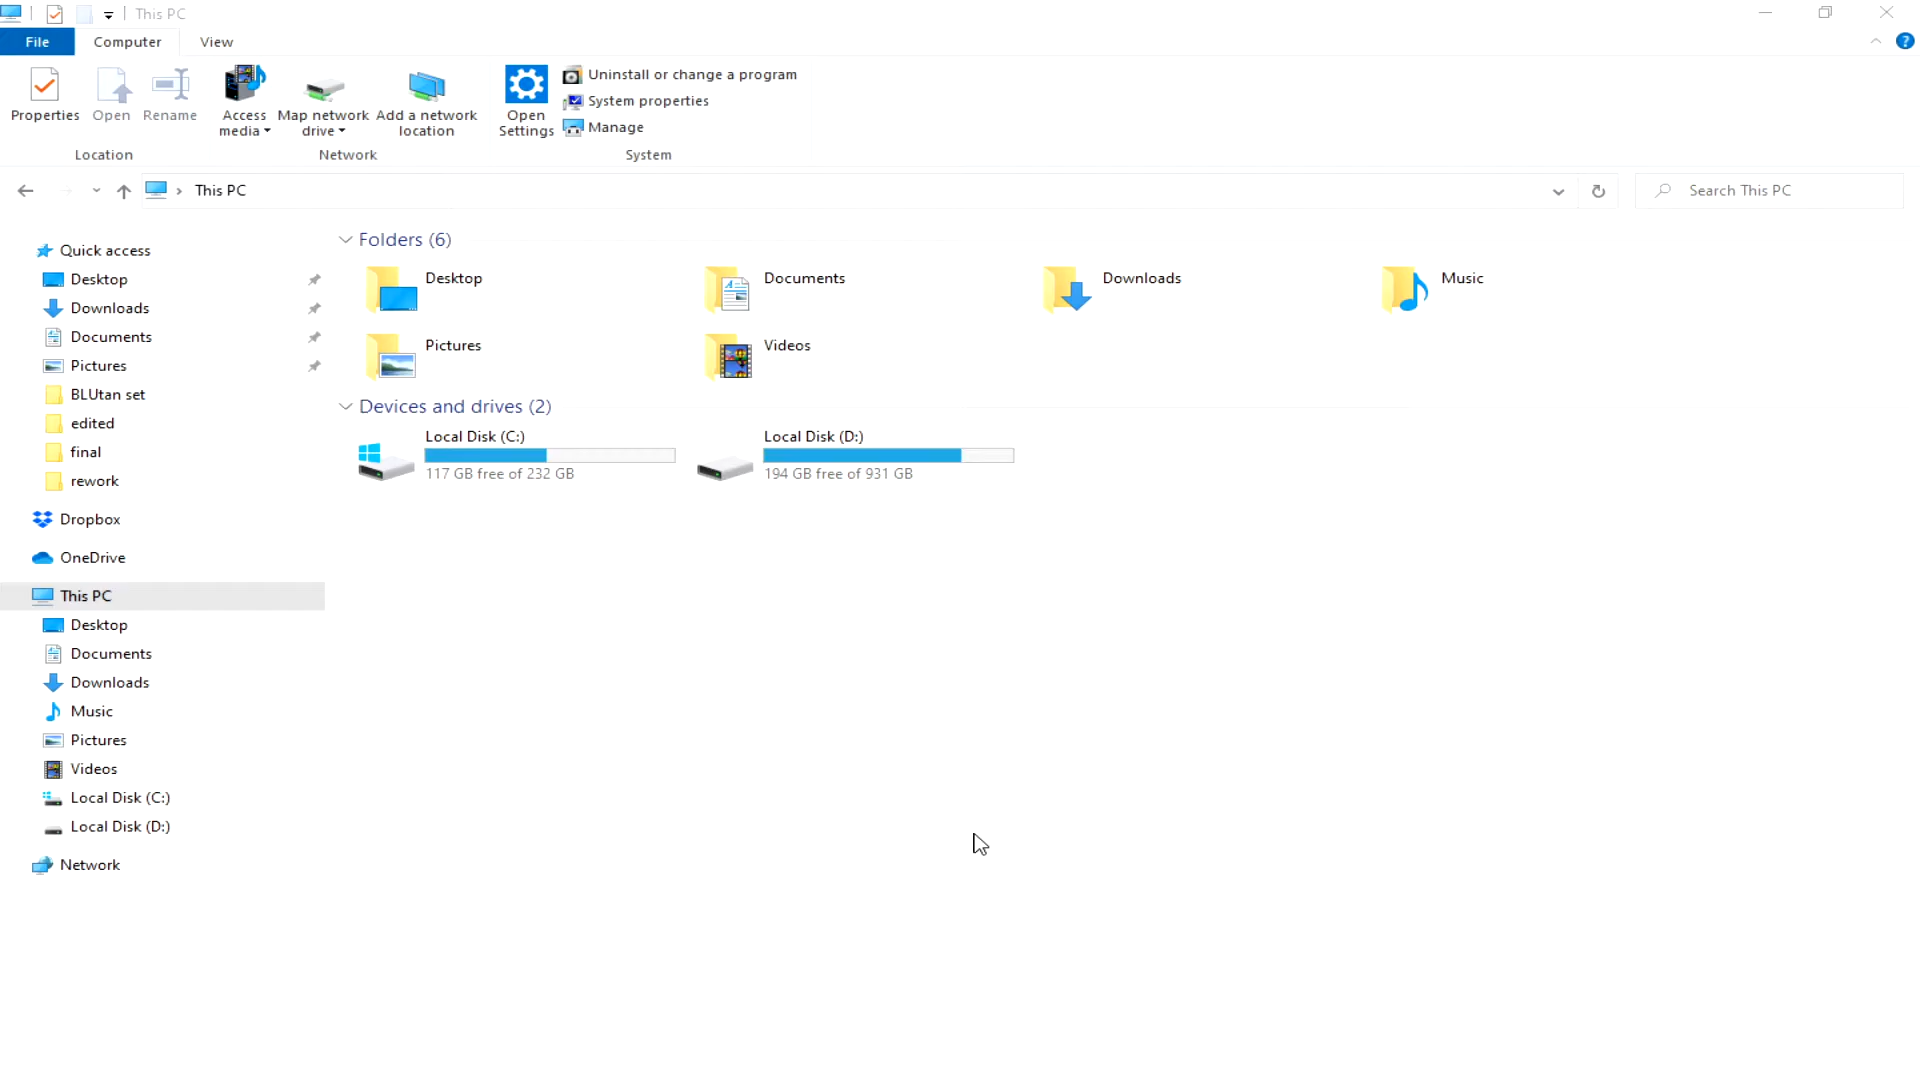 This PC
File
Computer
View
Properties
Open
Rename
Access media
Map network drive
Add a network location
Open Settings
Uninstall or change a program
System properties
Manage
Location
Network
System
This PC
Search This PC
Quick access
Desktop
Downloads
Documents
Pictures
BLUtan set
edited
final
rework
Dropbox
OneDrive
This PC
Desktop
Documents
Downloads
Music
Pictures
Videos
Local Disk (C:)
Local Disk (D:)
Network
Folders (6)
Desktop
Documents
Downloads
Music
Pictures
Videos
Devices and drives (2)
Local Disk (C:)
117 GB free of 232 GB
Local Disk (D:)
194 GB free of 931 GB